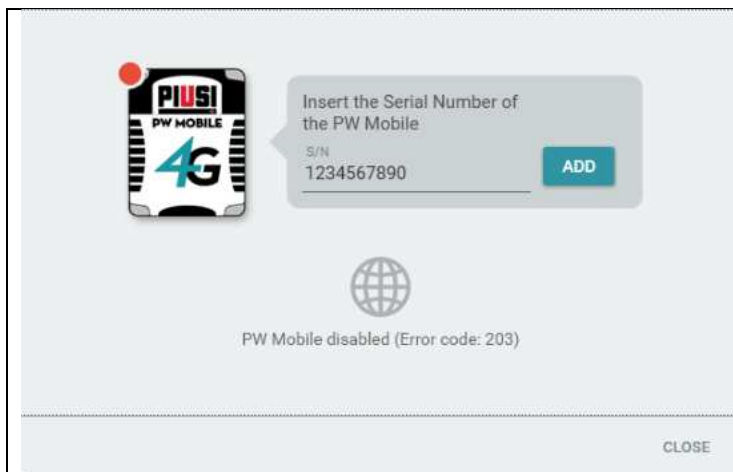 PIUSI
PW MOBILE
4G
Insert the Serial Number of
the PW Mobile
S/N
1234567890
ADD
PW Mobile disabled (Error code: 203)
CLOSE